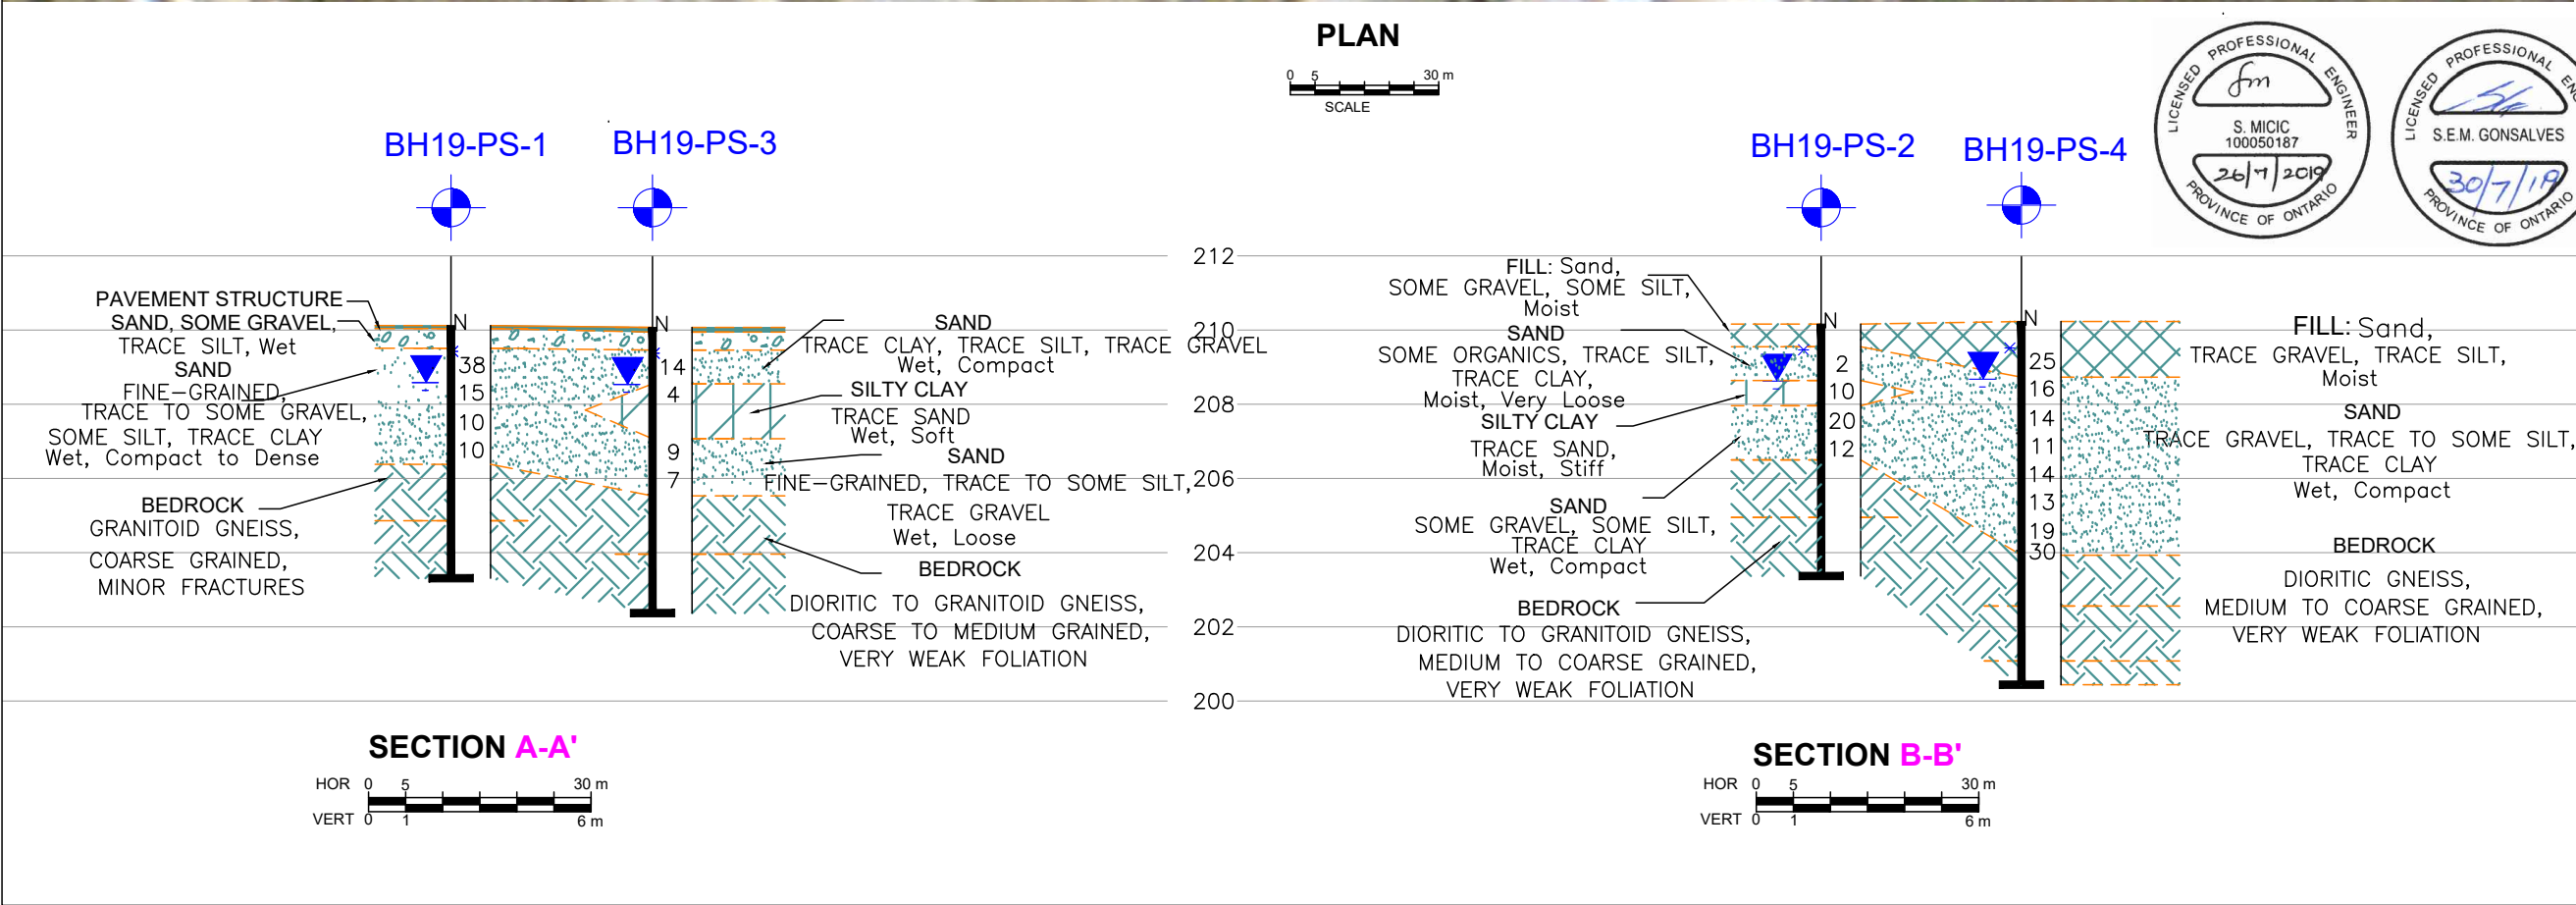 PLAN
0 5 30 m
SCALE
LICENSED PROFESSIONAL ENGINEER
S. MICIC
100050187
26/7/2019
PROVINCE OF ONTARIO
LICENSED PROFESSIONAL
S.E.M. GONSALVES
30/7/19
PROVINCE OF ONTARIO
BH19-PS-1
BH19-PS-3
BH19-PS-2
BH19-PS-4
212
210
208
206
204
202
200
PAVEMENT STRUCTURE
SAND, SOME GRAVEL,
TRACE SILT, Wet
SAND
FINE-GRAINED,
TRACE TO SOME GRAVEL,
SOME SILT, TRACE CLAY
Wet, Compact to Dense
BEDROCK
GRANITOID GNEISS,
COARSE GRAINED,
MINOR FRACTURES
N
38
15
10
10
N
14
4
9
7
SAND
TRACE CLAY, TRACE SILT, TRACE GRAVEL
Wet, Compact
SILTY CLAY
TRACE SAND
Wet, Soft
SAND
FINE-GRAINED, TRACE TO SOME SILT,
TRACE GRAVEL
Wet, Loose
BEDROCK
DIORITIC TO GRANITOID GNEISS,
COARSE TO MEDIUM GRAINED,
VERY WEAK FOLIATION
FILL: Sand,
SOME GRAVEL, SOME SILT,
Moist
SAND
SOME ORGANICS, TRACE SILT,
TRACE CLAY,
Moist, Very Loose
SILTY CLAY
TRACE SAND,
Moist, Stiff
SAND
SOME GRAVEL, SOME SILT,
TRACE CLAY
Wet, Compact
BEDROCK
DIORITIC TO GRANITOID GNEISS,
MEDIUM TO COARSE GRAINED,
VERY WEAK FOLIATION
N
2
10
20
12
N
25
16
14
11
14
13
19
30
FILL: Sand,
TRACE GRAVEL, TRACE SILT,
Moist
SAND
TRACE GRAVEL, TRACE TO SOME SILT,
TRACE CLAY
Wet, Compact
BEDROCK
DIORITIC GNEISS,
MEDIUM TO COARSE GRAINED,
VERY WEAK FOLIATION
SECTION A-A'
HOR 0 5 30 m
VERT 0 1 6 m
SECTION B-B'
HOR 0 5 30 m
VERT 0 1 6 m